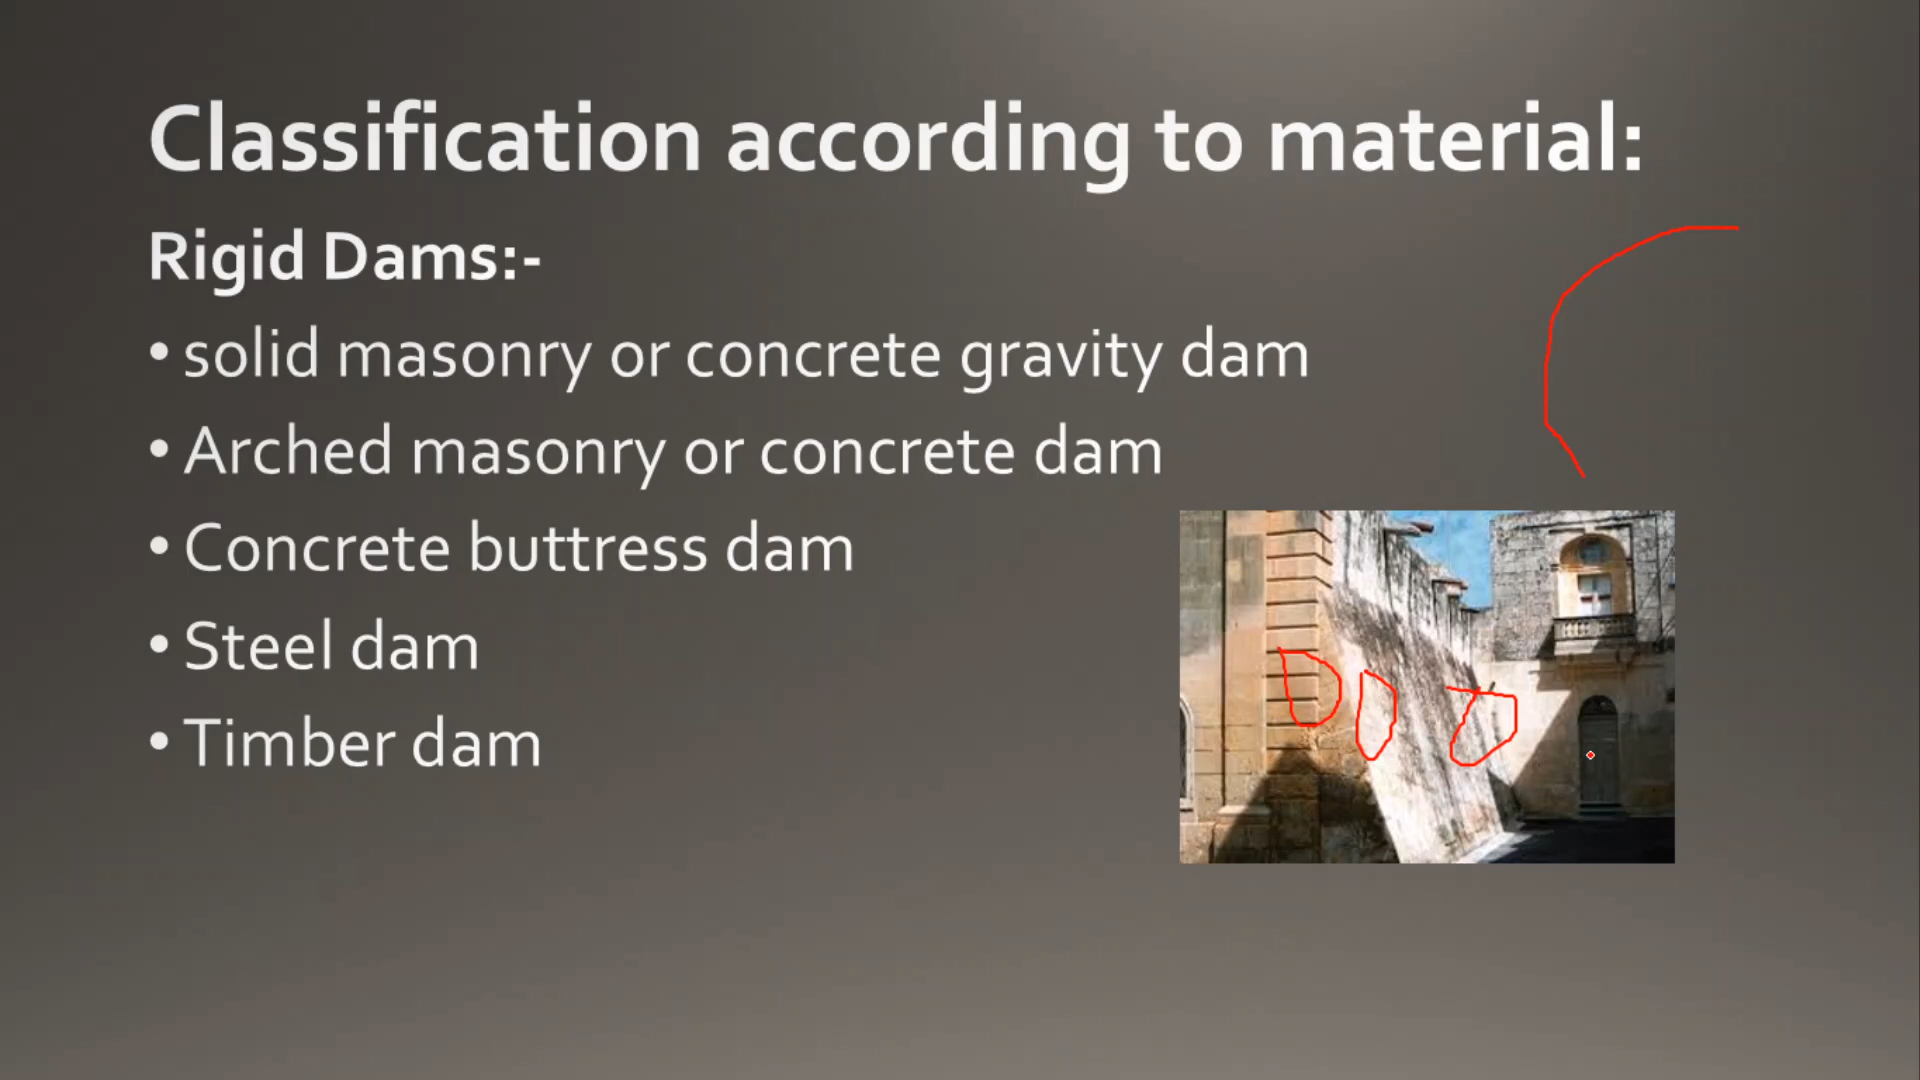 Classification according to material:
Rigid Dams:-
• solid masonry or concrete gravity dam
• Arched masonry or concrete dam
• Concrete buttress dam
• Steel dam
• Timber dam